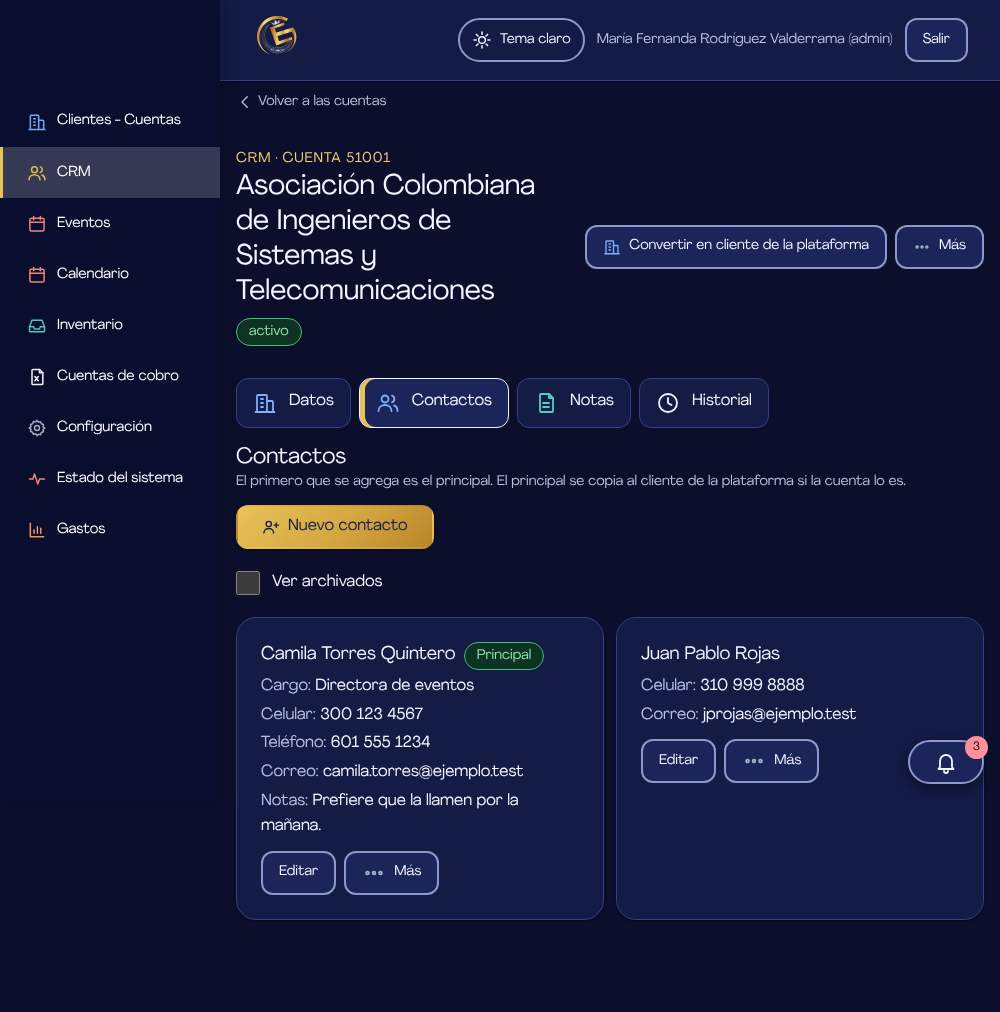 Tema claro
María Fernanda Rodríguez Valderrama (admin)
Salir
Clientes - Cuentas
CRM
Eventos
Calendario
Inventario
Cuentas de cobro
Configuración
Estado del sistema
Gastos
Volver a las cuentas
CRM · CUENTA 51001
Asociación Colombiana
de Ingenieros de
Sistemas y
Telecomunicaciones
activo
Convertir en cliente de la plataforma
Más
Datos
Contactos
Notas
Historial
Contactos
El primero que se agrega es el principal. El principal se copia al cliente de la plataforma si la cuenta lo es.
Nuevo contacto
Ver archivados
Camila Torres Quintero
Principal
Cargo: Directora de eventos
Celular: 300 123 4567
Teléfono: 601 555 1234
Correo: camila.torres@ejemplo.test
Notas: Prefiere que la llamen por la
mañana.
Editar
Más
Juan Pablo Rojas
Celular: 310 999 8888
Correo: jprojas@ejemplo.test
Editar
Más
3